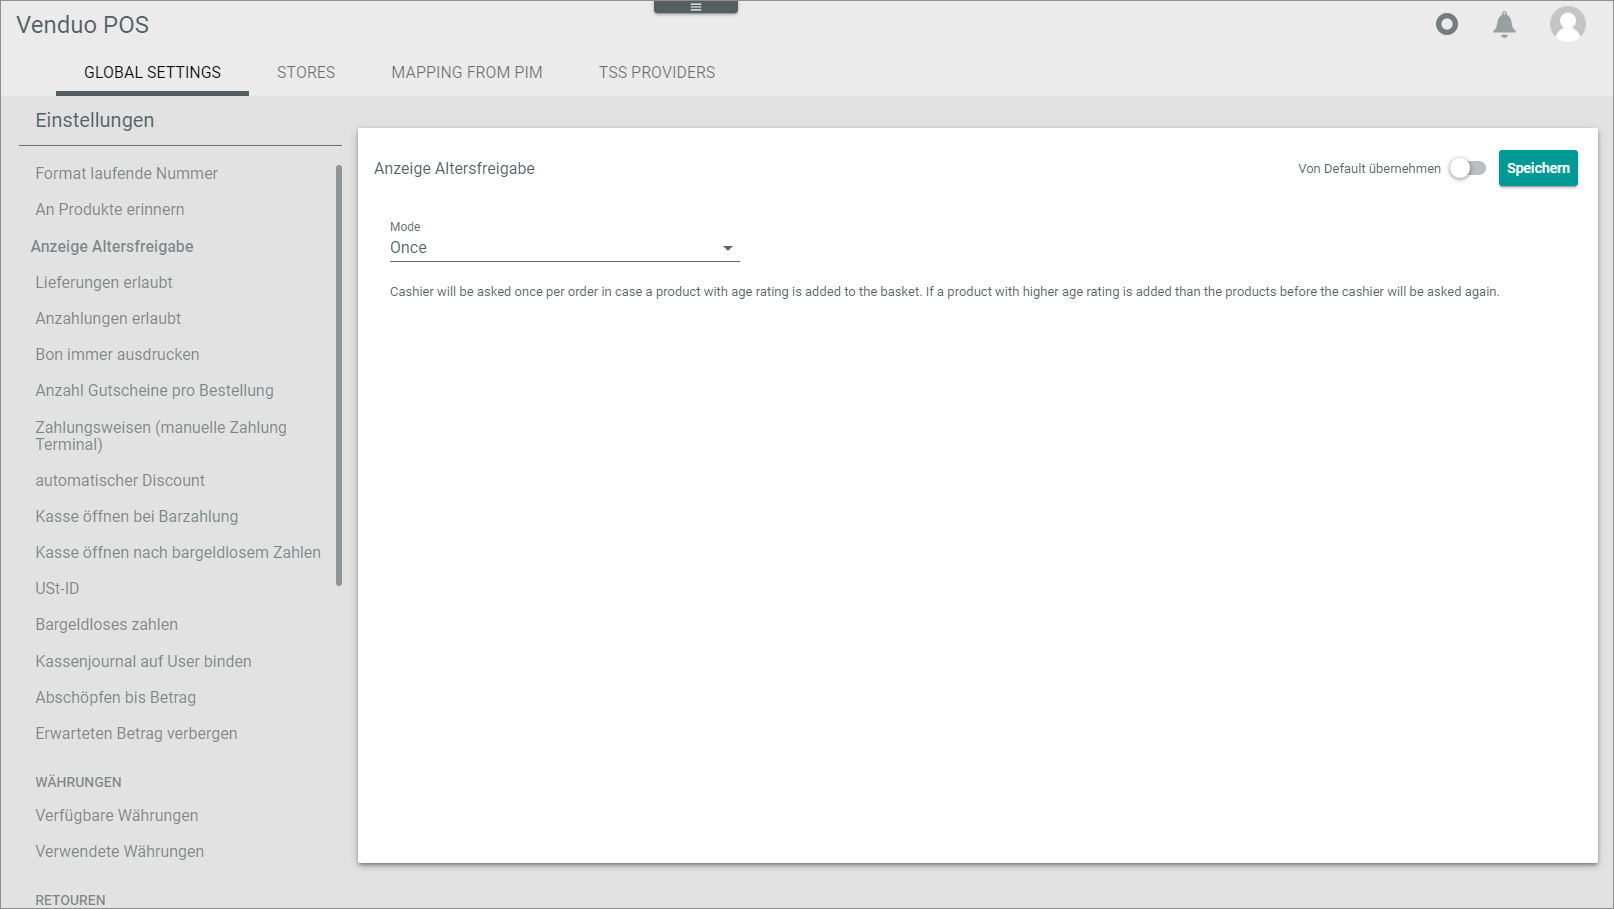 Venduo POS
GLOBAL SETTINGS
STORES
MAPPING FROM PIM
TSS PROVIDERS
Einstellungen
Format laufende Nummer
An Produkte erinnern
Anzeige Altersfreigabe
Lieferungen erlaubt
Anzahlungen erlaubt
Bon immer ausdrucken
Anzahl Gutscheine pro Bestellung
Zahlungsweisen (manuelle Zahlung
Terminal)
automatischer Discount
Kasse öffnen bei Barzahlung
Kasse öffnen nach bargeldlosem Zahlen
USt-ID
Bargeldloses zahlen
Kassenjournal auf User binden
Abschöpfen bis Betrag
Erwarteten Betrag verbergen
WÄHRUNGEN
Verfügbare Währungen
Verwendete Währungen
RETOUREN
Anzeige Altersfreigabe
Von Default übernehmen
Speichern
Mode
Once
Cashier will be asked once per order in case a product with age rating is added to the basket. If a product with higher age rating is added than the products before the cashier will be asked again.